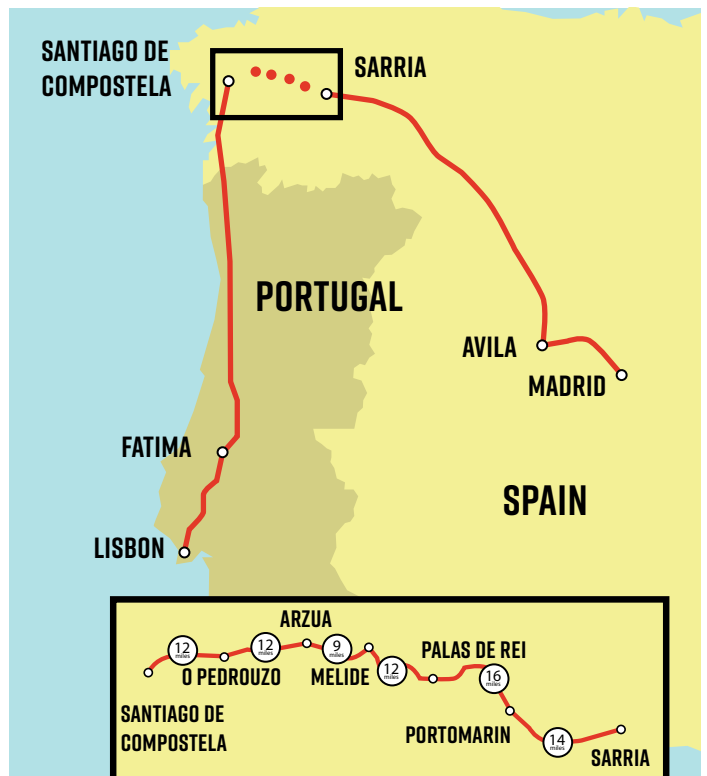 SANTIAGO DE
COMPOSTELA
SARRIA
PORTUGAL
AVILA
MADRID
FATIMA
SPAIN
LISBON
ARZUA
12
miles
12
miles
9
miles
PALAS DE REI
O PEDROUZO
MELIDE
12
miles
16
miles
SANTIAGO DE
COMPOSTELA
PORTOMARIN
14
miles
SARRIA